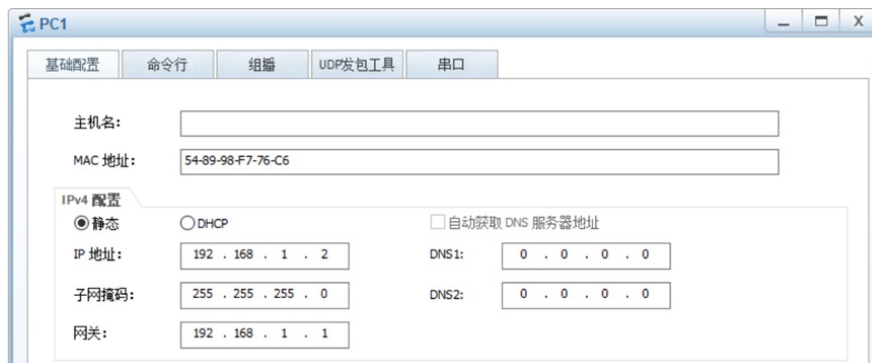 PC1
基础配置 命令行 组播 UDP发包工具 串口
主机名:
MAC 地址: 54-89-98-F7-76-C6
IPv4 配置
静态 DHCP 自动获取 DNS 服务器地址
IP 地址: 192 . 168 . 1 . 2 DNS1: 0 . 0 . 0 . 0
子网掩码: 255 . 255 . 255 . 0 DNS2: 0 . 0 . 0 . 0
网关: 192 . 168 . 1 . 1